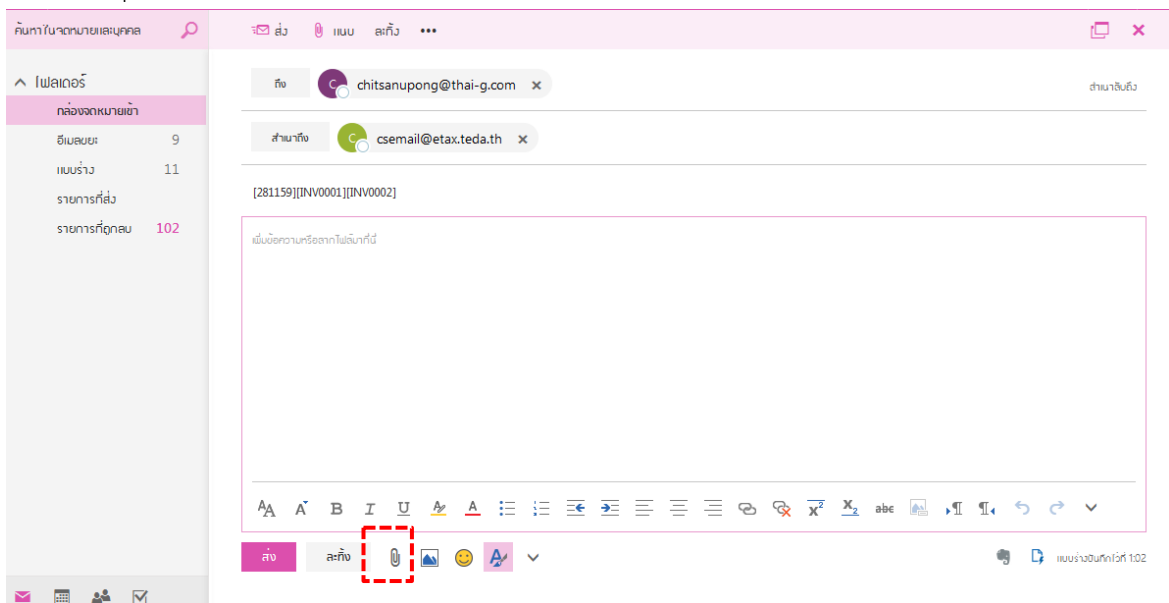 ค้นหาในจดหมายและบุคคล
ส่ง แนบ ละทิ้ง •••
โฟลเดอร์
กล่องจดหมายเข้า
อีเมลขยะ 9
แบบร่าง 11
รายการที่ส่ง
รายการที่ถูกลบ 102
ถึง C chitsanupong@thai-g.com x สำเนาลับถึง
สำเนาถึง C csemail@etax.teda.th x
[281159][INV0001][INV0002]
เพิ่มข้อความหรือลากไฟล์มาที่นี่
AA A B I U A A x² X₂ abc
ส่ง ละทิ้ง แบบร่างบันทึกไว้ที่ 1:02